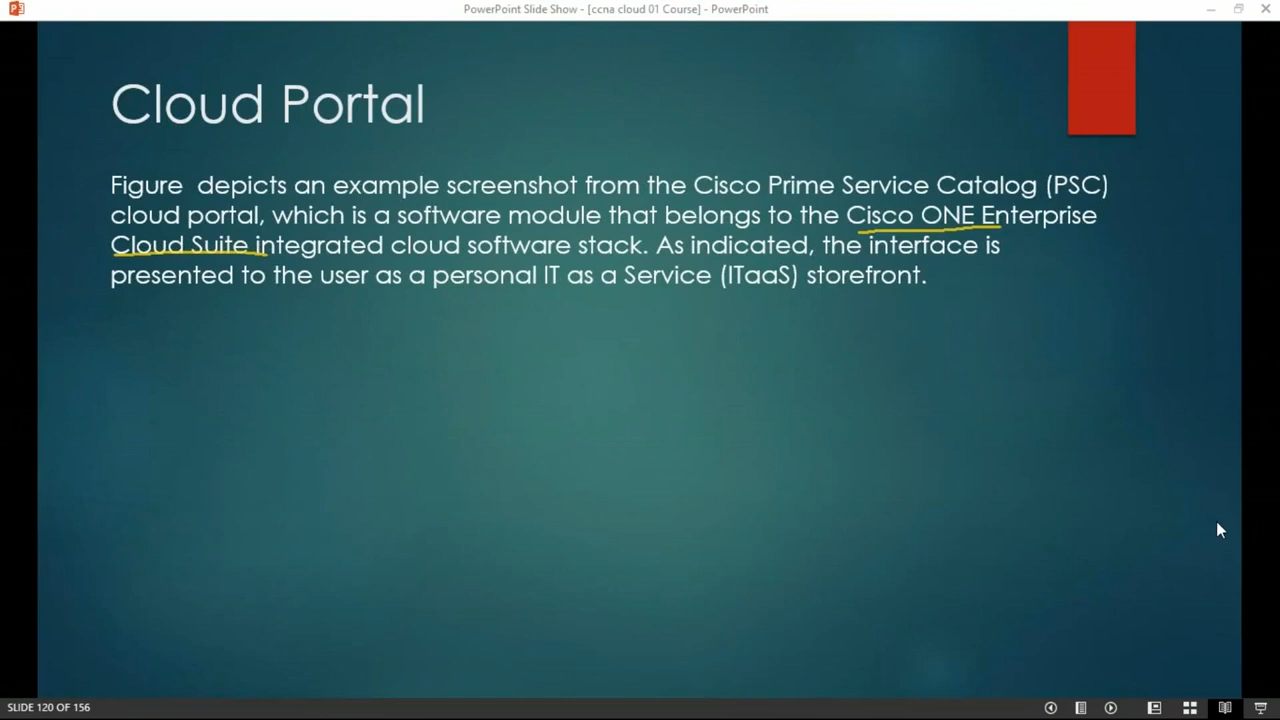 PowerPoint Slide Show - [ccna cloud 01 Course] - PowerPoint
Cloud Portal
Figure  depicts an example screenshot from the Cisco Prime Service Catalog (PSC)
cloud portal, which is a software module that belongs to the Cisco ONE Enterprise
Cloud Suite integrated cloud software stack. As indicated, the interface is
presented to the user as a personal IT as a Service (ITaaS) storefront.
SLIDE 120 OF 156